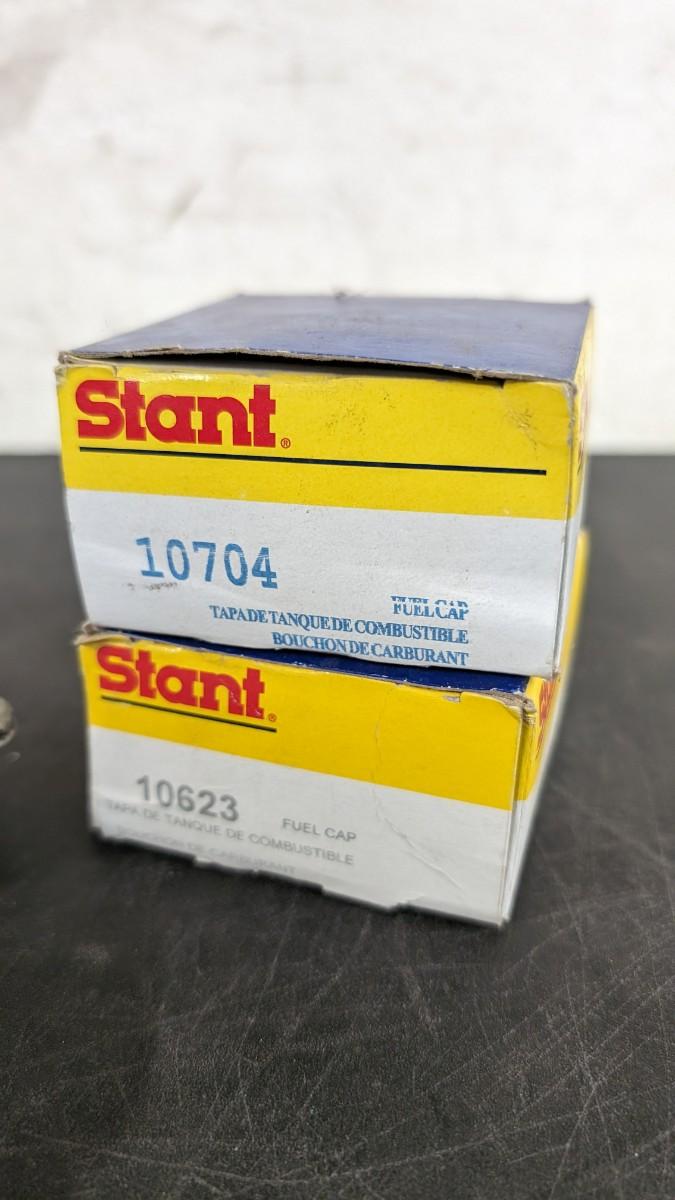 Stant®
10704
FUEL CAP
TAPA DE TANQUE DE COMBUSTIBLE
BOUCHON DE CARBURANT
Stant®
10623
FUEL CAP
TAPA DE TANQUE DE COMBUSTIBLE
BOUCHON DE CARBURANT